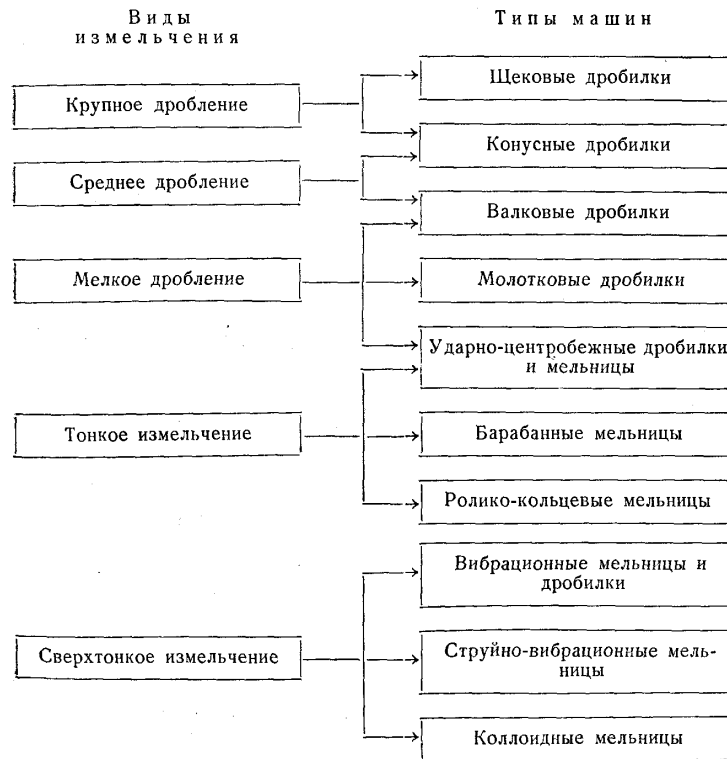 Виды
измельчения
Типы машин
Щековые дробилки
Крупное дробление
Конусные дробилки
Среднее дробление
Валковые дробилки
Мелкое дробление
Молотковые дробилки
Ударно-центробежные дробилки
и мельницы
Тонкое измельчение
Барабанные мельницы
Ролико-кольцевые мельницы
Вибрационные мельницы и
дробилки
Сверхтонкое измельчение
Струйно-вибрационные мель-
ницы
Коллоидные мельницы